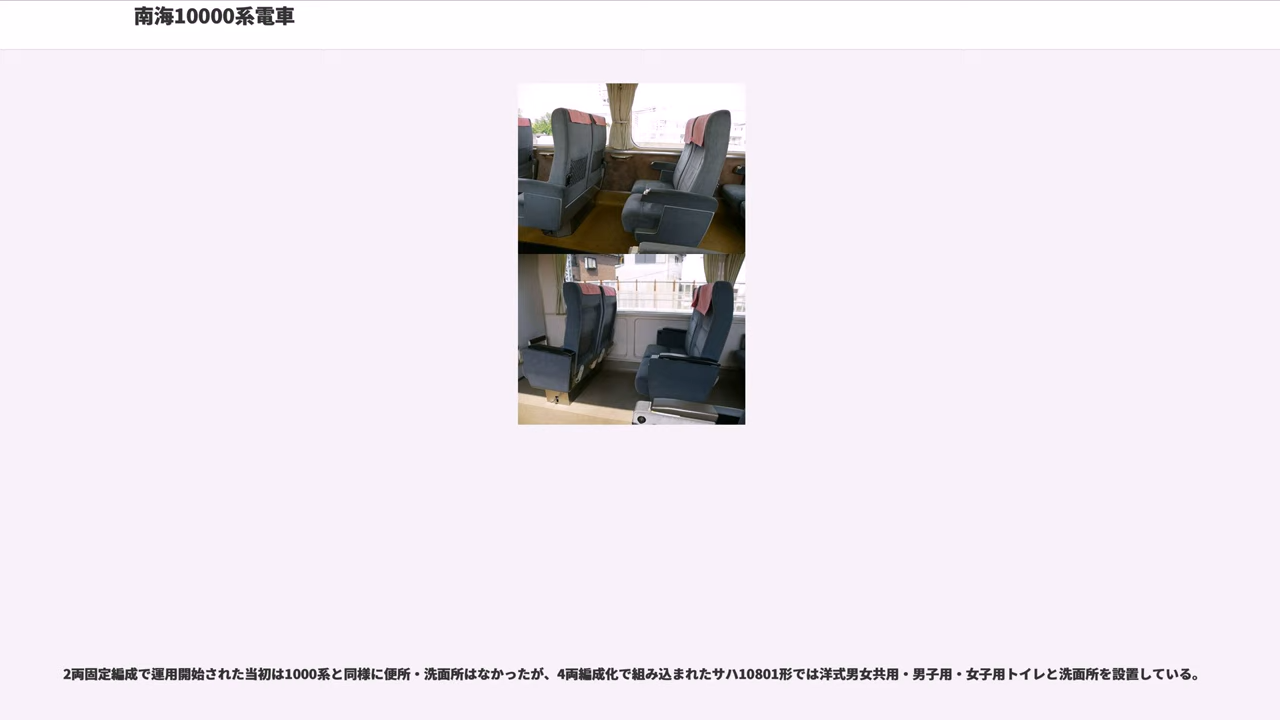 南海10000系電車
2両固定編成で運用開始された当初は1000系と同様に便所・洗面所はなかったが、4両編成化で組み込まれたサハ10801形では洋式男女共用・男子用・女子用トイレと洗面所を設置している。